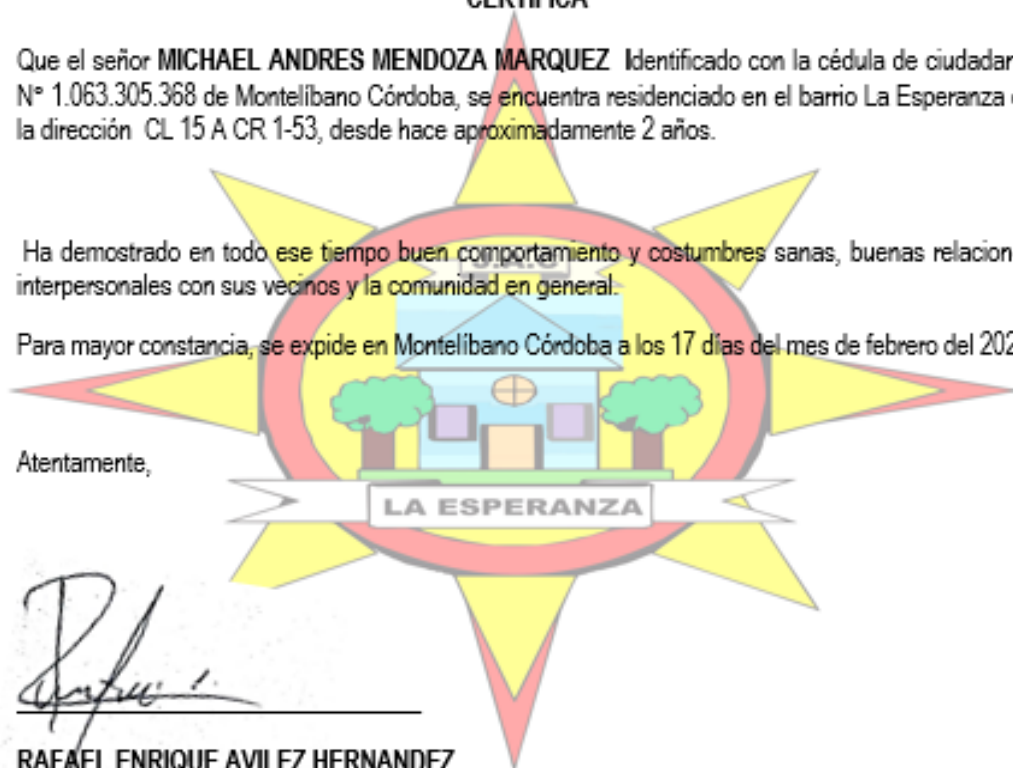 CERTIFICA
Que el señor MICHAEL ANDRES MENDOZA MARQUEZ Identificado con la cédula de ciudadan
N° 1.063.305.368 de Montelíbano Córdoba, se encuentra residenciado en el barrio La Esperanza
la dirección CL 15 A CR 1-53, desde hace aproximadamente 2 años.
Ha demostrado en todo ese tiempo buen comportamiento y costumbres sanas, buenas relacion
J.A.C
interpersonales con sus vecinos y la comunidad en general.
Para mayor constancia, se expide en Montelíbano Córdoba a los 17 días del mes de febrero del 202
Atentamente,
LA ESPERANZA
RAFAEL ENRIQUE AVILEZ HERNANDEZ